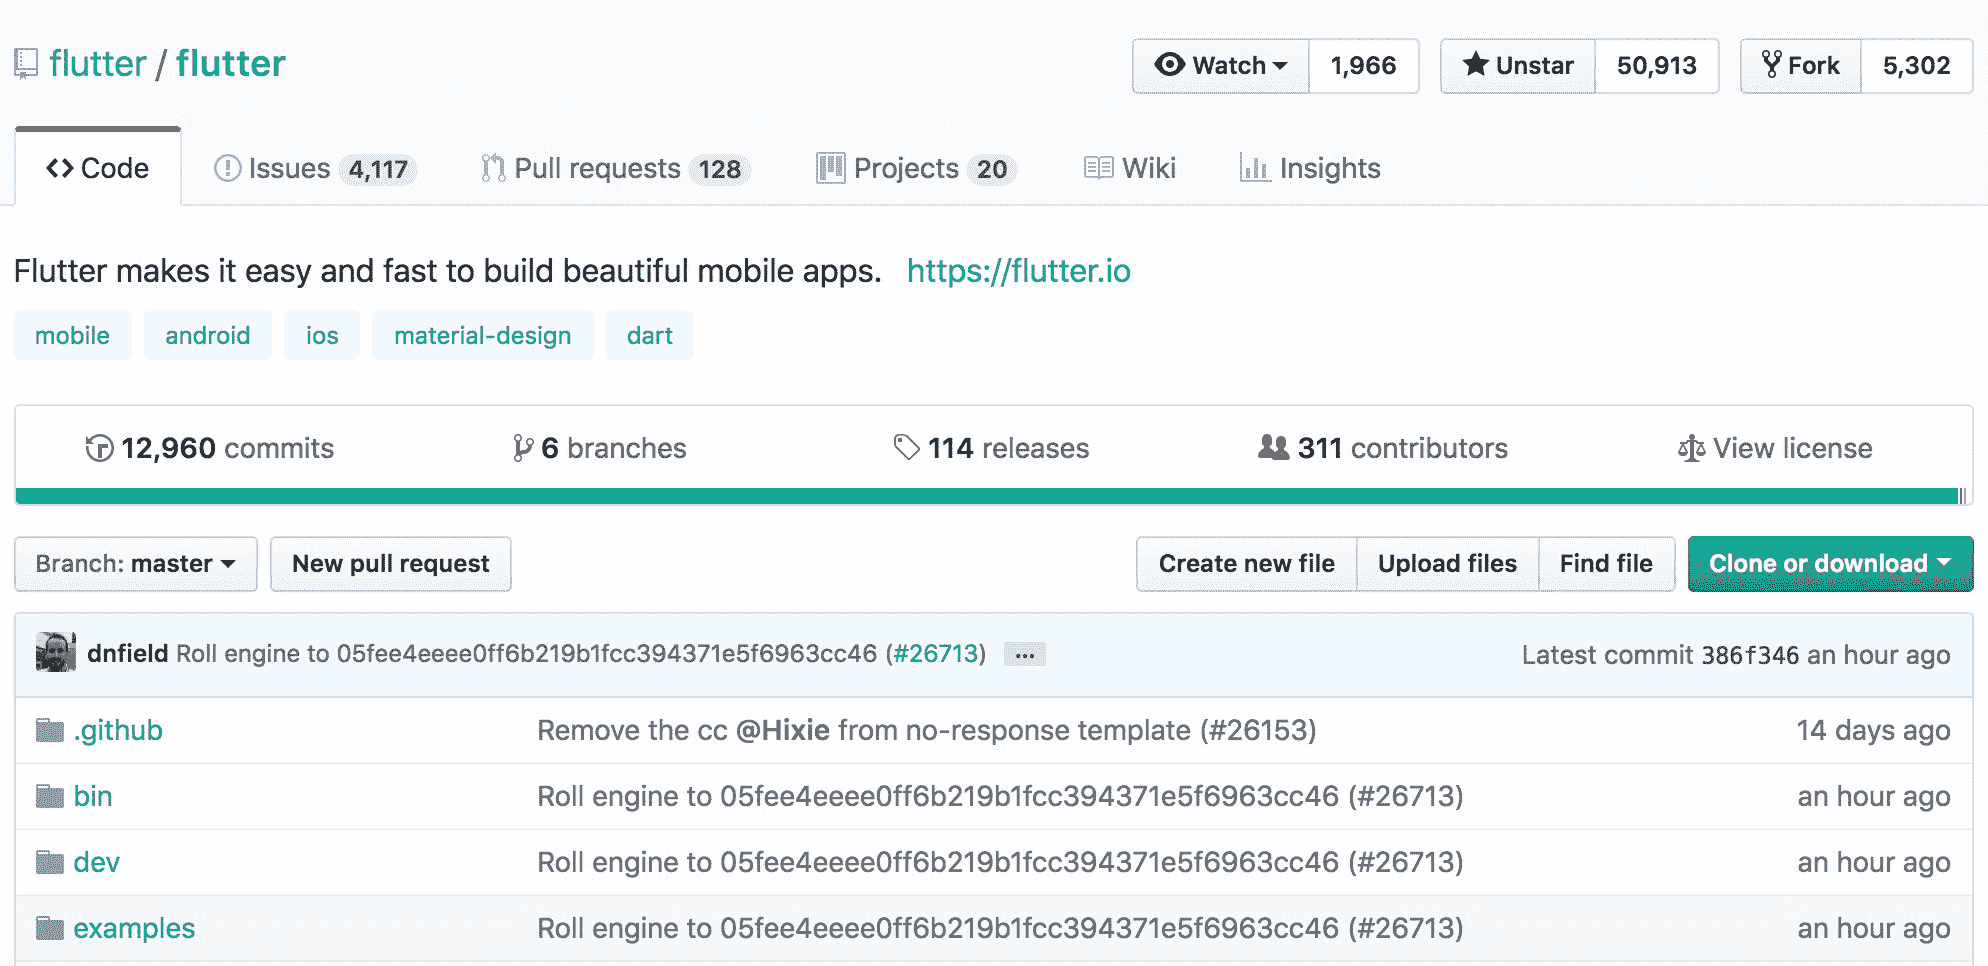 flutter / flutter
Watch 1,966 Unstar 50,913 Fork 5,302
Code Issues 4,117 Pull requests 128 Projects 20 Wiki Insights
Flutter makes it easy and fast to build beautiful mobile apps. https://flutter.io
mobile android ios material-design dart
12,960 commits 6 branches 114 releases 311 contributors View license
Branch: master New pull request Create new file Upload files Find file Clone or download
dnfield Roll engine to 05fee4eeee0ff6b219b1fcc394371e5f6963cc46 (#26713) ... Latest commit 386f346 an hour ago
.github Remove the cc @Hixie from no-response template (#26153) 14 days ago
bin Roll engine to 05fee4eeee0ff6b219b1fcc394371e5f6963cc46 (#26713) an hour ago
dev Roll engine to 05fee4eeee0ff6b219b1fcc394371e5f6963cc46 (#26713) an hour ago
examples Roll engine to 05fee4eeee0ff6b219b1fcc394371e5f6963cc46 (#26713) an hour ago